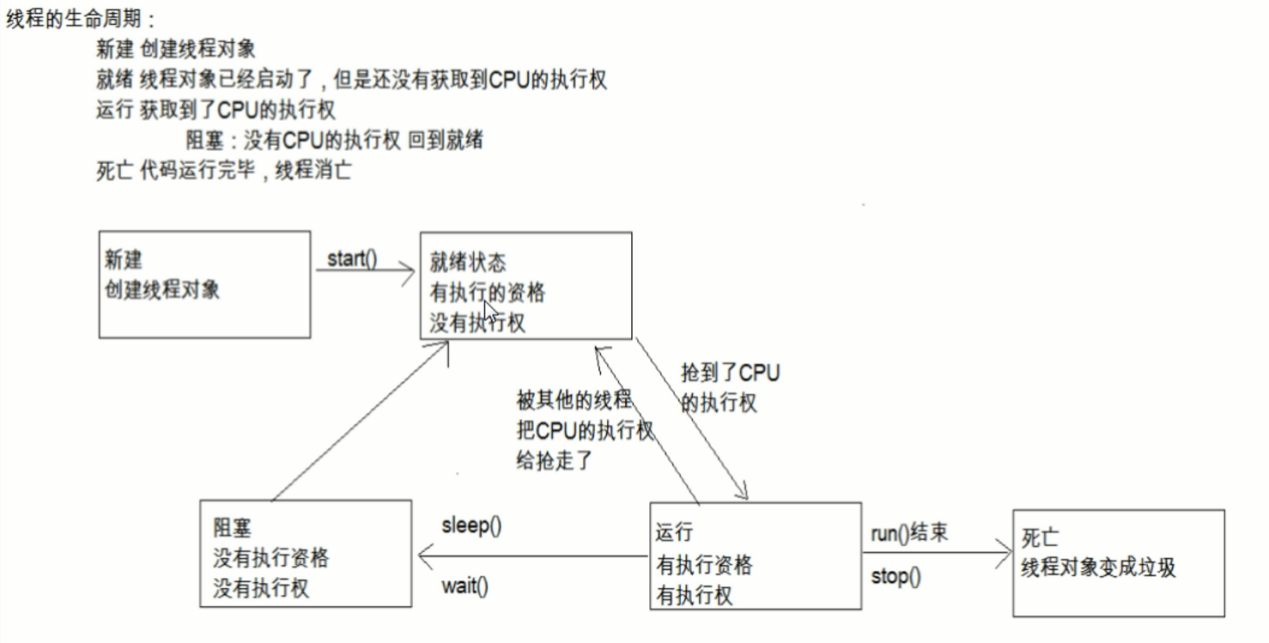 线程的生命周期：
新建 创建线程对象
就绪 线程对象已经启动了，但是还没有获取到CPU的执行权
运行 获取到了CPU的执行权
阻塞：没有CPU的执行权 回到就绪
死亡 代码运行完毕，线程消亡
新建
创建线程对象
start()
就绪状态
有执行的资格
没有执行权
抢到了CPU
的执行权
被其他的线程
把CPU的执行权
给抢走了
阻塞
没有执行资格
没有执行权
sleep()
wait()
运行
有执行资格
有执行权
run()结束
stop()
死亡
线程对象变成垃圾